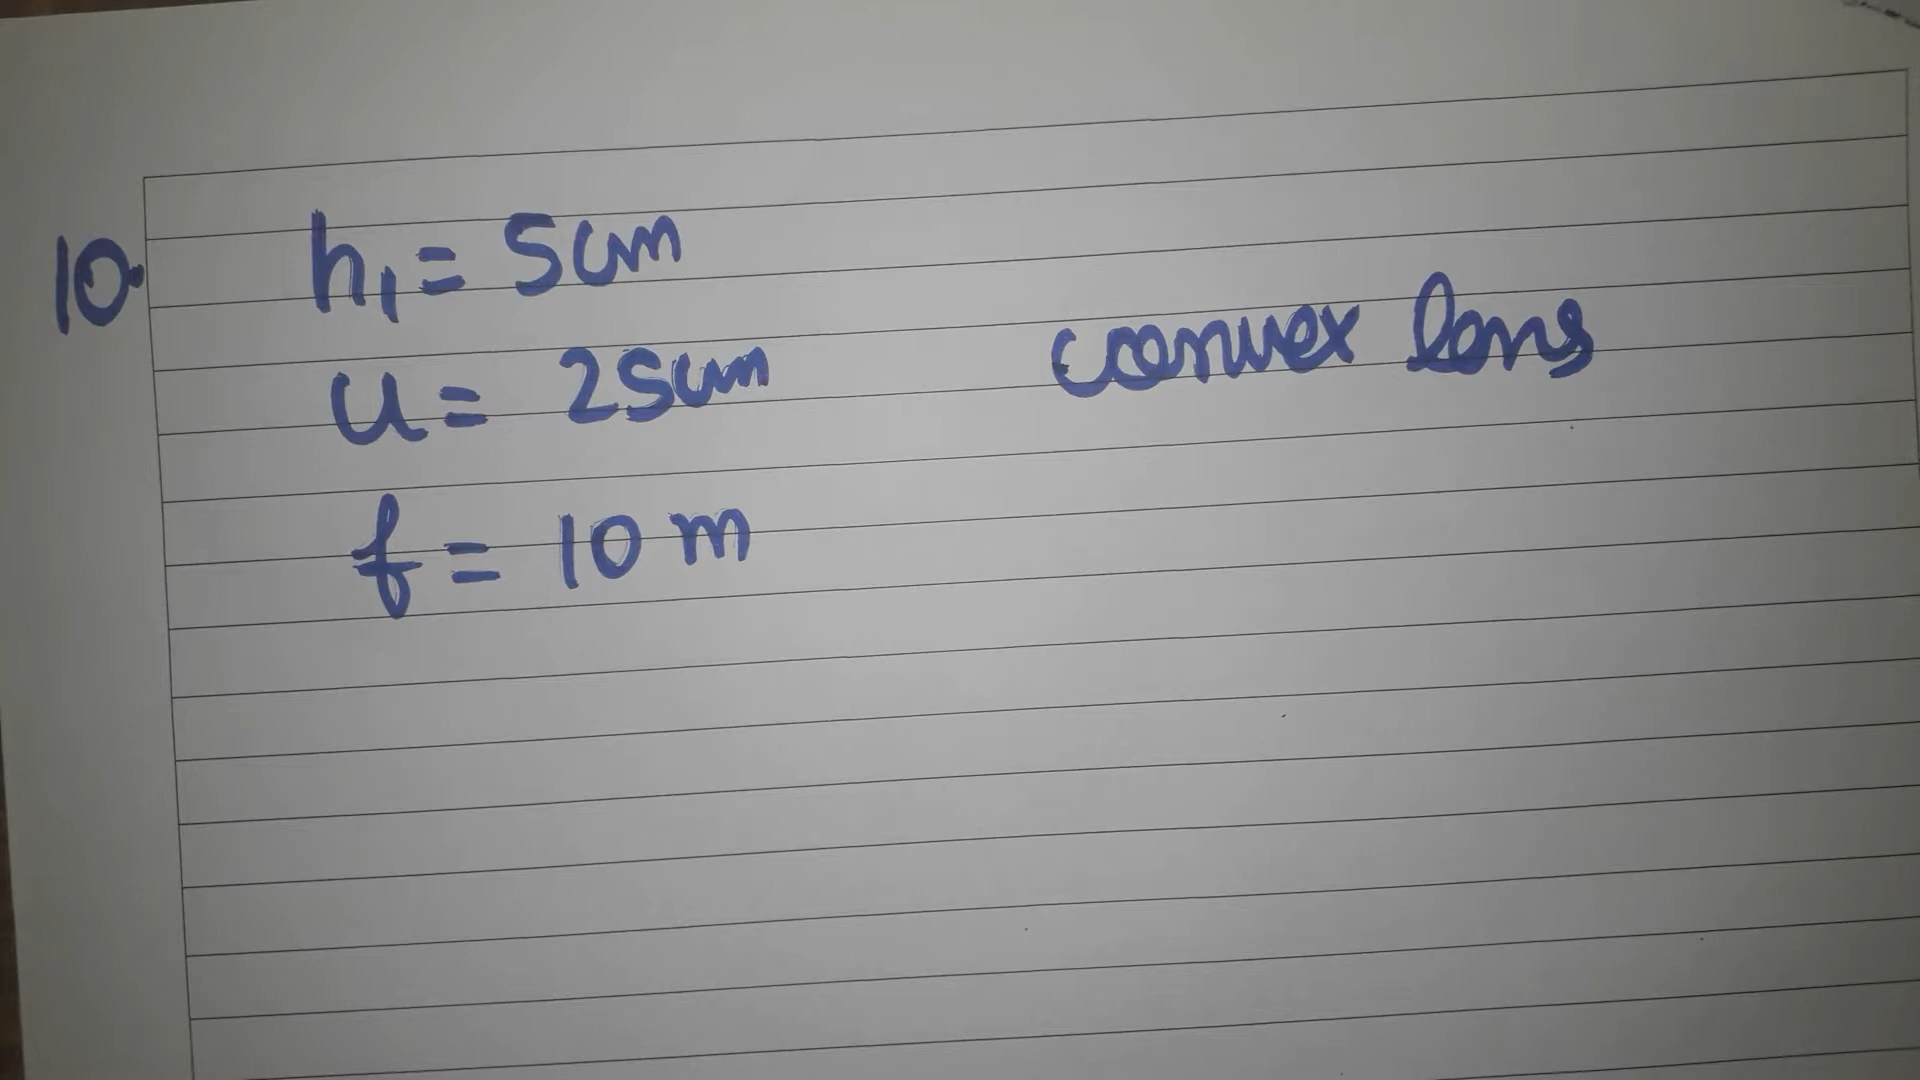 10. h₁ = 5cm
u = 25cm convex lens
f = 10 m